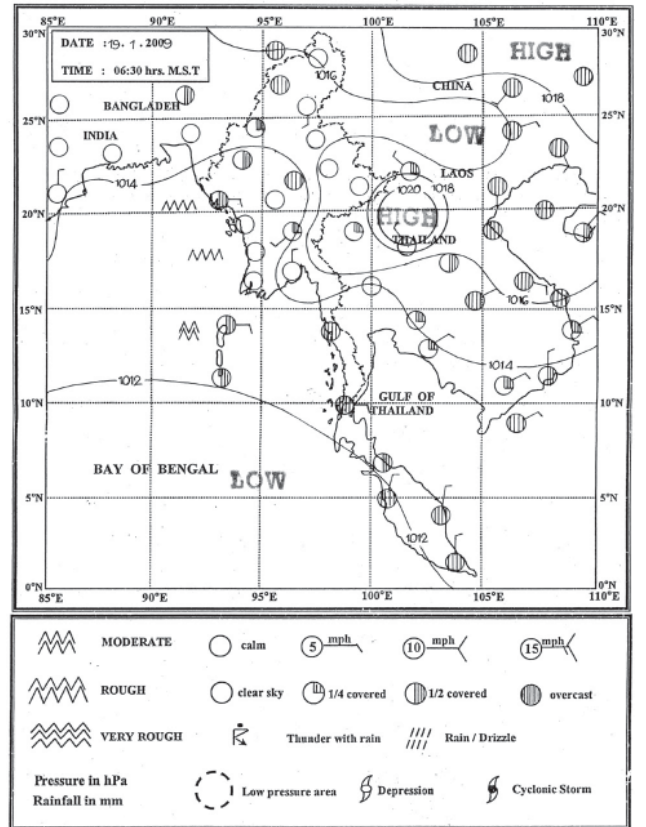 85°E 90°E 95°E 100°E 105°E 110°E
30°N 30°N
DATE : 19. 1. 2009
TIME : 06:30 hrs. M.S.T
HIGH
1016
CHINA
1018
BANGLADEH
25°N 25°N
INDIA
LOW
LAOS
1014
1020 1018
20°N 20°N
HIGH
THAILAND
1016
15°N 15°N
1014
1012
GULF OF
THAILAND
10°N 10°N
BAY OF BENGAL
LOW
5°N 5°N
1012
0°N 0°N
85°E 90°E 95°E 100°E 105°E 110°E
MODERATE calm 5 mph 10 mph 15 mph
ROUGH clear sky 1/4 covered 1/2 covered overcast
VERY ROUGH Thunder with rain Rain / Drizzle
Pressure in hPa
Rainfall in mm
Low pressure area Depression Cyclonic Storm